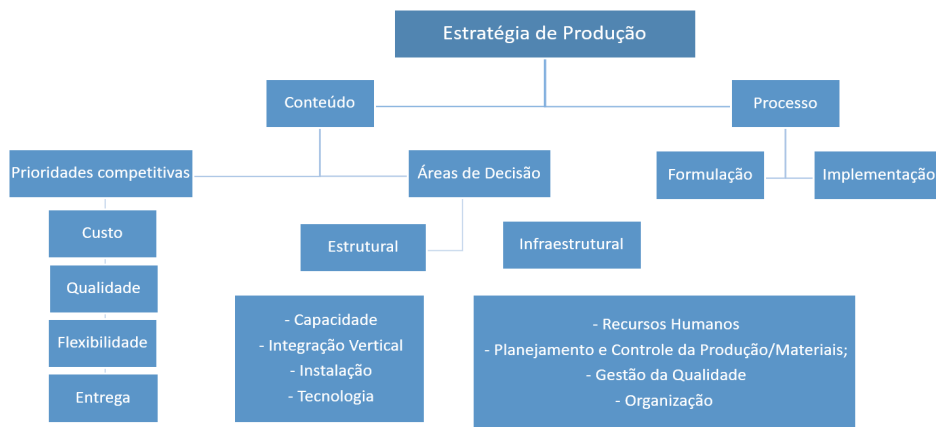 Estratégia de Produção
Conteúdo
Processo
Prioridades competitivas
Áreas de Decisão
Formulação
Implementação
Custo
Qualidade
Flexibilidade
Entrega
Estrutural
Infraestrutural
- Capacidade
- Integração Vertical
- Instalação
- Tecnologia
- Recursos Humanos
- Planejamento e Controle da Produção/Materiais;
- Gestão da Qualidade
- Organização